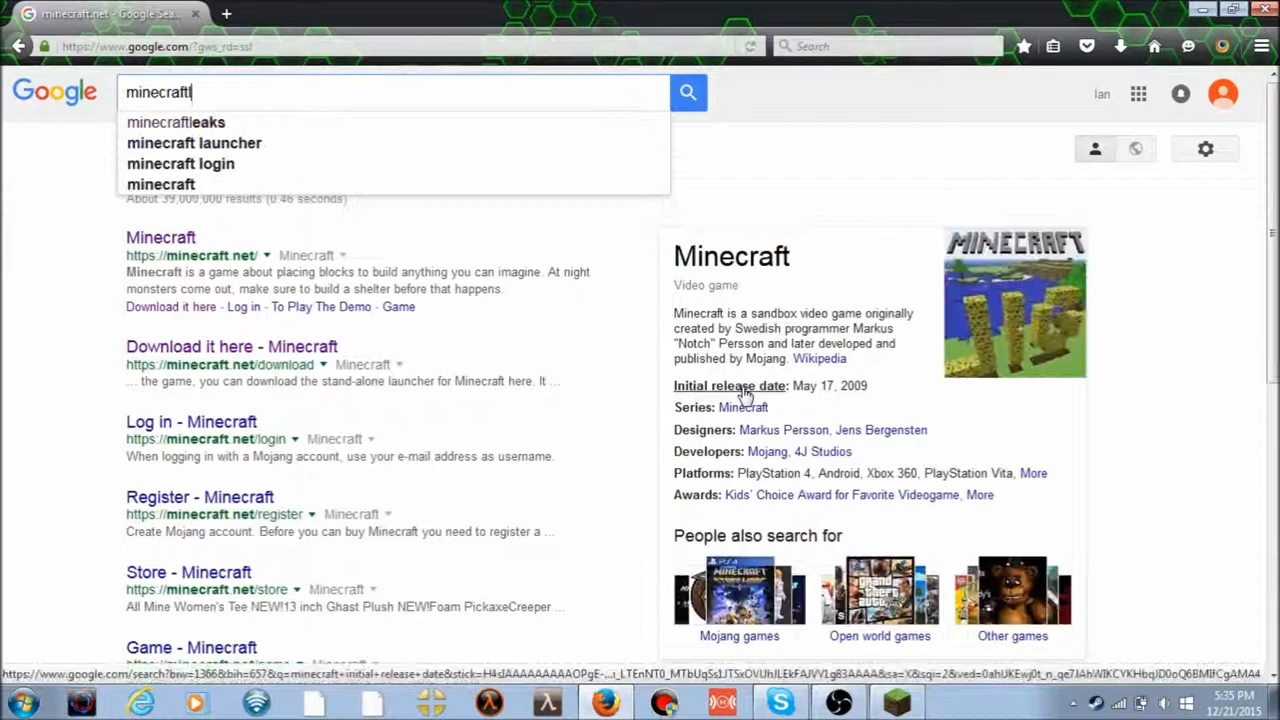 minecraft.net - Google Sea...
https://www.google.com/?gws_rd=ssl
Search
Google
minecraftl
Ian
minecraftleaks
minecraft launcher
minecraft login
minecraft
About 39,000,000 results (0.46 seconds)
Minecraft
https://minecraft.net/ Minecraft
Minecraft is a game about placing blocks to build anything you can imagine. At night
monsters come out, make sure to build a shelter before that happens.
Download it here - Log in - To Play The Demo - Game
Download it here - Minecraft
https://minecraft.net/download Minecraft
... the game, you can download the stand-alone launcher for Minecraft here. It ...
Log in - Minecraft
https://minecraft.net/login Minecraft
When logging in with a Mojang account, use your e-mail address as username.
Register - Minecraft
https://minecraft.net/register Minecraft
Create Mojang account. Before you can buy Minecraft you need to register a ...
Store - Minecraft
https://minecraft.net/store Minecraft
All Mine Women's Tee NEW!13 inch Ghast Plush NEW!Foam PickaxeCreeper ...
Game - Minecraft
Minecraft
Video game
MINECRAFT
Minecraft is a sandbox video game originally
created by Swedish programmer Markus
"Notch" Persson and later developed and
published by Mojang. Wikipedia
Initial release date: May 17, 2009
Series: Minecraft
Designers: Markus Persson, Jens Bergensten
Developers: Mojang, 4J Studios
Platforms: PlayStation 4, Android, Xbox 360, PlayStation Vita, More
Awards: Kids' Choice Award for Favorite Videogame, More
People also search for
Mojang games
Open world games
Other games
5:35 PM
12/21/2015